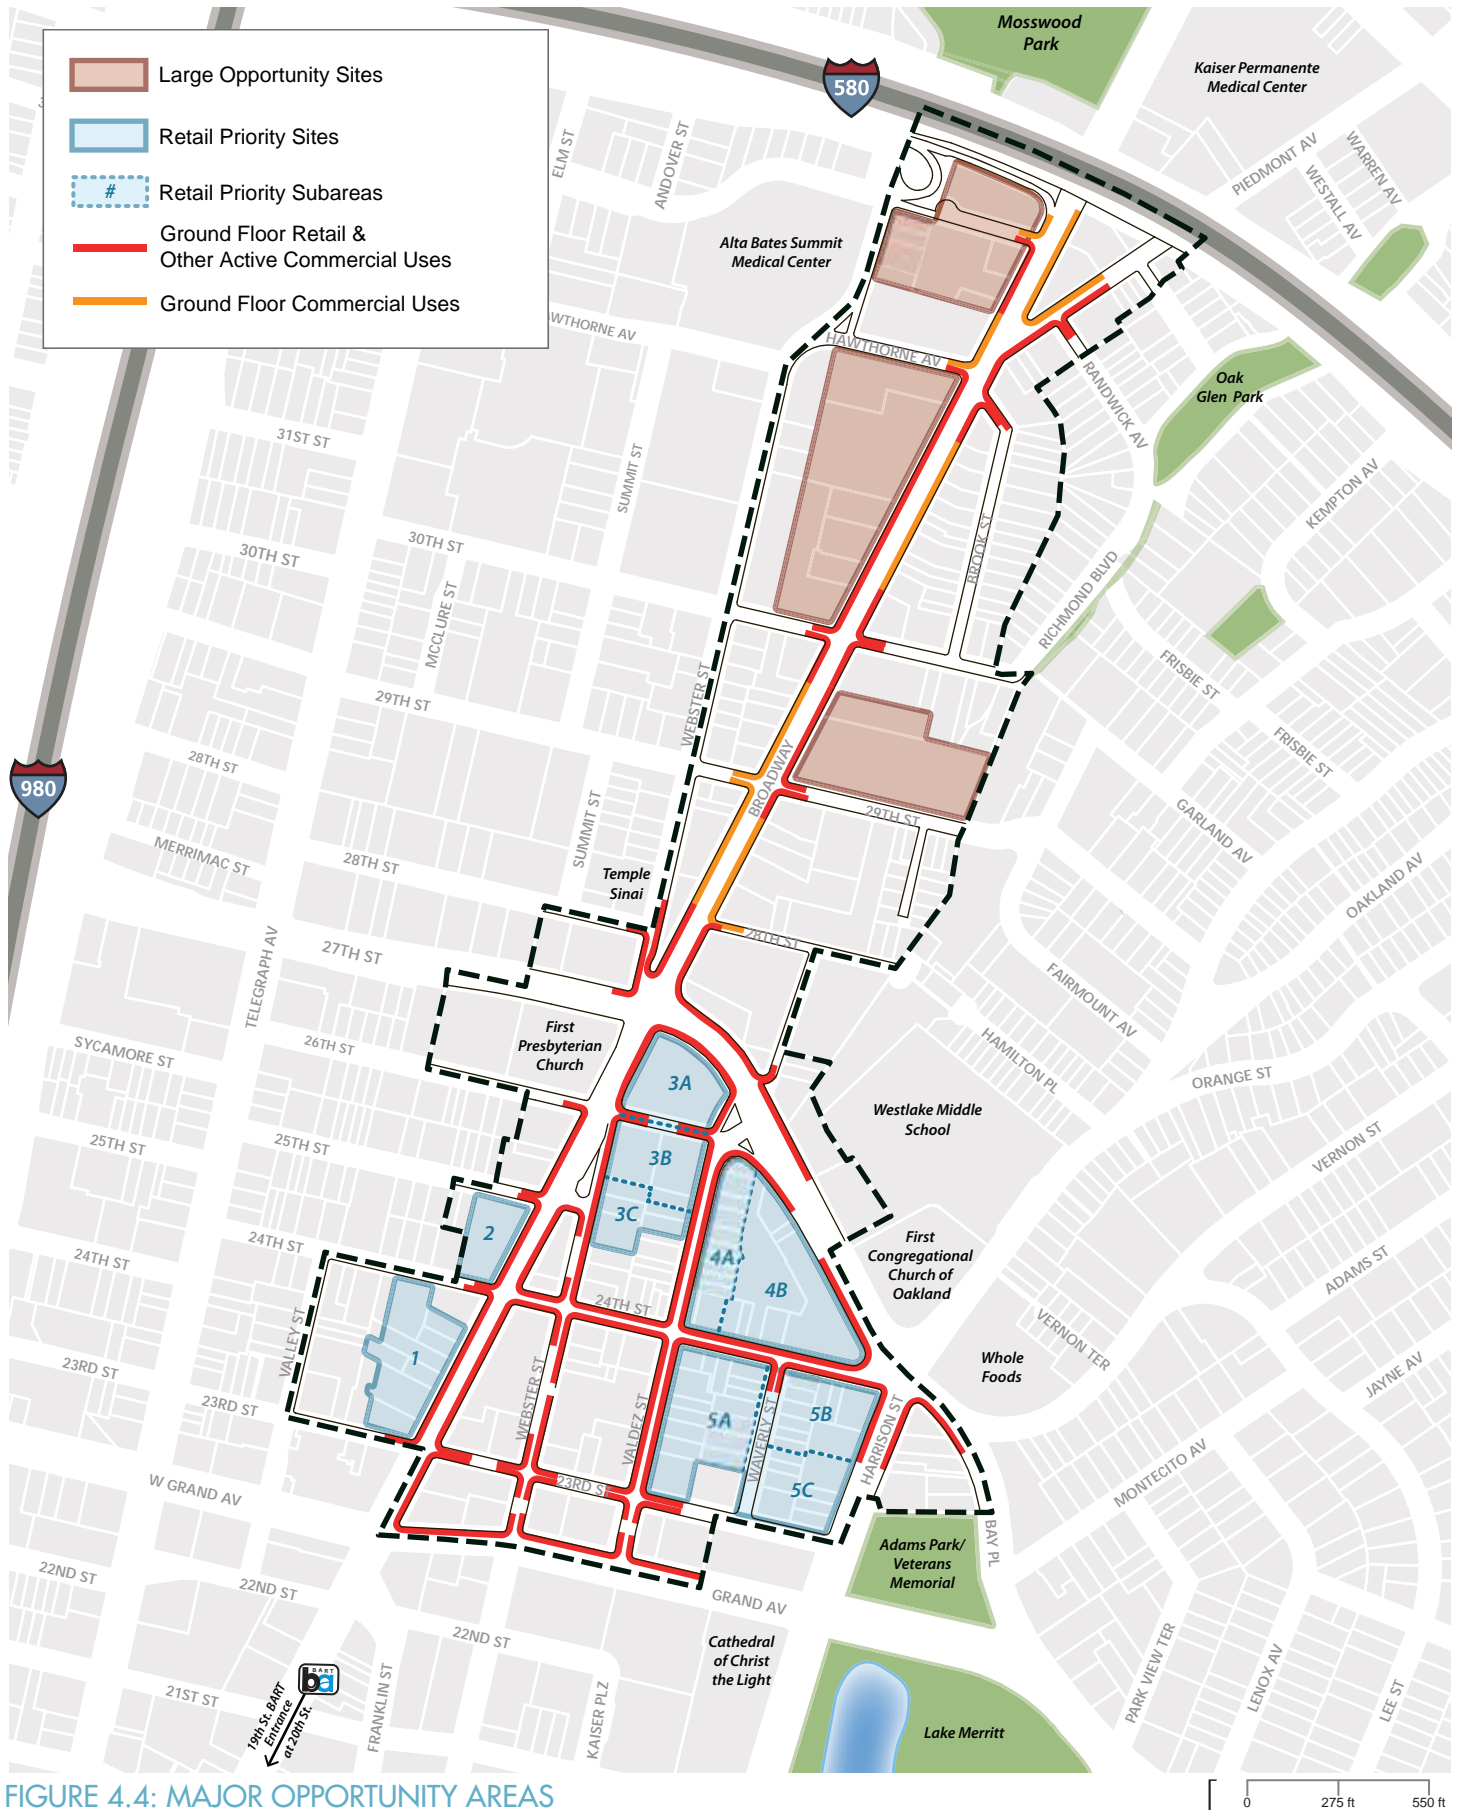 Mosswood
Park
Kaiser Permanente
Medical Center
580
Large Opportunity Sites
Retail Priority Sites
#
Retail Priority Subareas
Ground Floor Retail &
Other Active Commercial Uses
Ground Floor Commercial Uses
ELM ST
ANDOVER ST
PIEDMONT AV
WARREN AV
WESTALL AV
Alta Bates Summit
Medical Center
AWTHORNE AV
HAWTHORNE AV
RANDWICK AV
Oak
Glen Park
31ST ST
SUMMIT ST
KEMPTON AV
30TH ST
30TH ST
BROOK ST
MCCLURE ST
RICHMOND BLVD
FRISBIE ST
29TH ST
WEBSTER ST
FRISBIE ST
28TH ST
980
BROADWAY
29TH ST
GARLAND AV
MERRIMAC ST
28TH ST
SUMMIT ST
OAKLAND AV
Temple
Sinai
28TH ST
27TH ST
TELEGRAPH AV
FAIRMOUNT AV
First
Presbyterian
Church
SYCAMORE ST
26TH ST
HAMILTON PL
ORANGE ST
3A
Westlake Middle
School
25TH ST
25TH ST
VERNON ST
3B
3C
2
24TH ST
24TH ST
4A
4B
First
Congregational
Church of
Oakland
ADAMS ST
24TH ST
VERNON TER
VALLEY ST
1
23RD ST
23RD ST
WEBSTER ST
VALDEZ ST
5A
WAVERLY ST
5B
5C
HARRISON ST
Whole
Foods
JAYNE AV
MONTECITO AV
W GRAND AV
23RD ST
BAY PL
Adams Park/
Veterans
Memorial
22ND ST
22ND ST
GRAND AV
22ND ST
Cathedral
of Christ
the Light
PARK VIEW TER
LENOX AV
LEE ST
BART
ba
21ST ST
19th St. BART
Entrance
at 20th St.
FRANKLIN ST
KAISER PLZ
Lake Merritt
FIGURE 4.4: MAJOR OPPORTUNITY AREAS
0
275 ft
550 ft